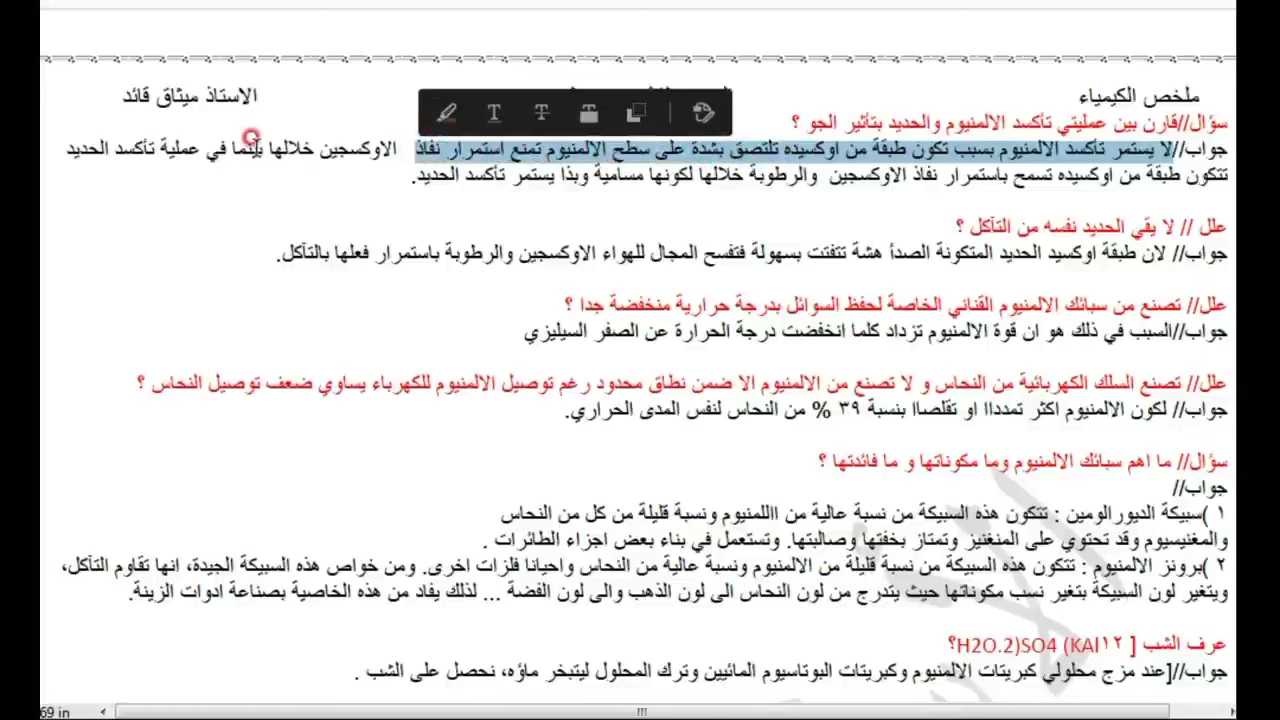 ملخص الكيمياء
الاستاذ ميثاق قائد
سؤال//قارن بين عمليتي تأكسد الالمنيوم والحديد بتأثير الجو ؟
جواب//لا يستمر تأكسد الالمنيوم بسبب تكون طبقة من اوكسيده تلتصق بشدة على سطح الالمنيوم تمنع استمرار نفاذ الاوكسجين خلالها بينما في عملية تأكسد الحديد
تتكون طبقة من اوكسيده تسمح باستمرار نفاذ الاوكسجين والرطوبة خلالها لكونها مسامية وبذا يستمر تأكسد الحديد.
علل // لا يقي الحديد نفسه من التآكل ؟
جواب// لان طبقة اوكسيد الحديد المتكونة الصدأ هشة تتفتت بسهولة فتفسح المجال للهواء الاوكسجين والرطوبة باستمرار فعلها بالتآكل.
علل// تصنع من سبائك الالمنيوم القناني الخاصة لحفظ السوائل بدرجة حرارية منخفضة جدا ؟
جواب//السبب في ذلك هو ان قوة الالمنيوم تزداد كلما انخفضت درجة الحرارة عن الصفر السيليزي
علل// تصنع السلك الكهربائية من النحاس و لا تصنع من الالمنيوم الا ضمن نطاق محدود رغم توصيل الالمنيوم للكهرباء يساوي ضعف توصيل النحاس ؟
جواب// لكون الالمنيوم اكثر تمدداا او تقلصاا بنسبة ٣٩ % من النحاس لنفس المدى الحراري.
سؤال// ما اهم سبائك الالمنيوم وما مكوناتها و ما فائدتها ؟
جواب//
١ )سبيكة الديورالومين : تتكون هذه السبيكة من نسبة عالية من االلمنيوم ونسبة قليلة من كل من النحاس
والمغنيسيوم وقد تحتوي على المنغنيز وتمتاز بخفتها وصالبتها. وتستعمل في بناء بعض اجزاء الطائرات .
٢ )برونز الالمنيوم : تتكون هذه السبيكة من نسبة قليلة من الالمنيوم ونسبة عالية من النحاس واحيانا فلزات اخرى. ومن خواص هذه السبيكة الجيدة، انها تقاوم التآكل،
ويتغير لون السبيكة بتغير نسب مكوناتها حيث يتدرج من لون النحاس الى لون الذهب والى لون الفضة ... لذلك يفاد من هذه الخاصية بصناعة ادوات الزينة.
عرف الشب [ ١٢H2O.2)SO4 (KAl؟
جواب//]عند مزج محلولي كبريتات الالمنيوم وكبريتات البوتاسيوم المائيين وترك المحلول ليتبخر ماؤه، نحصل على الشب .
69 in